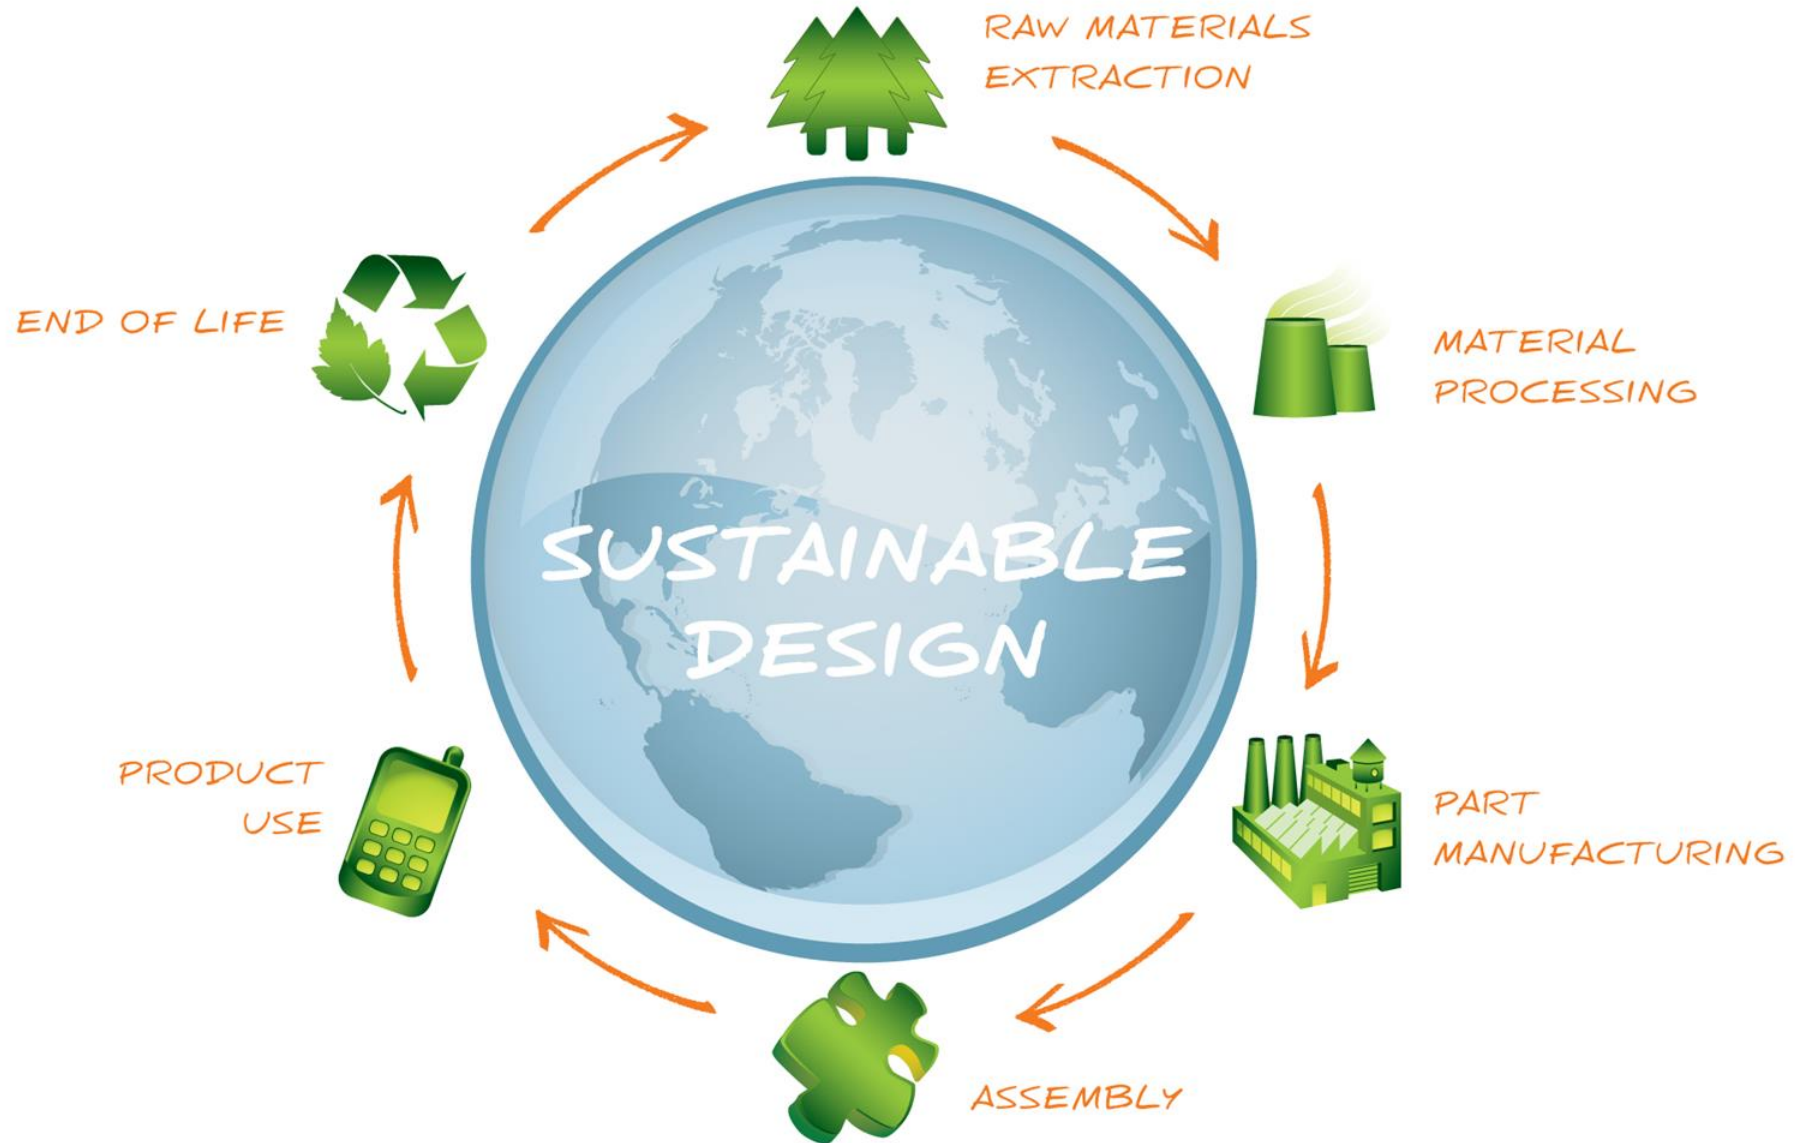 RAW MATERIALS
EXTRACTION
MATERIAL
PROCESSING
PART
MANUFACTURING
ASSEMBLY
PRODUCT
USE
END OF LIFE
SUSTAINABLE
DESIGN